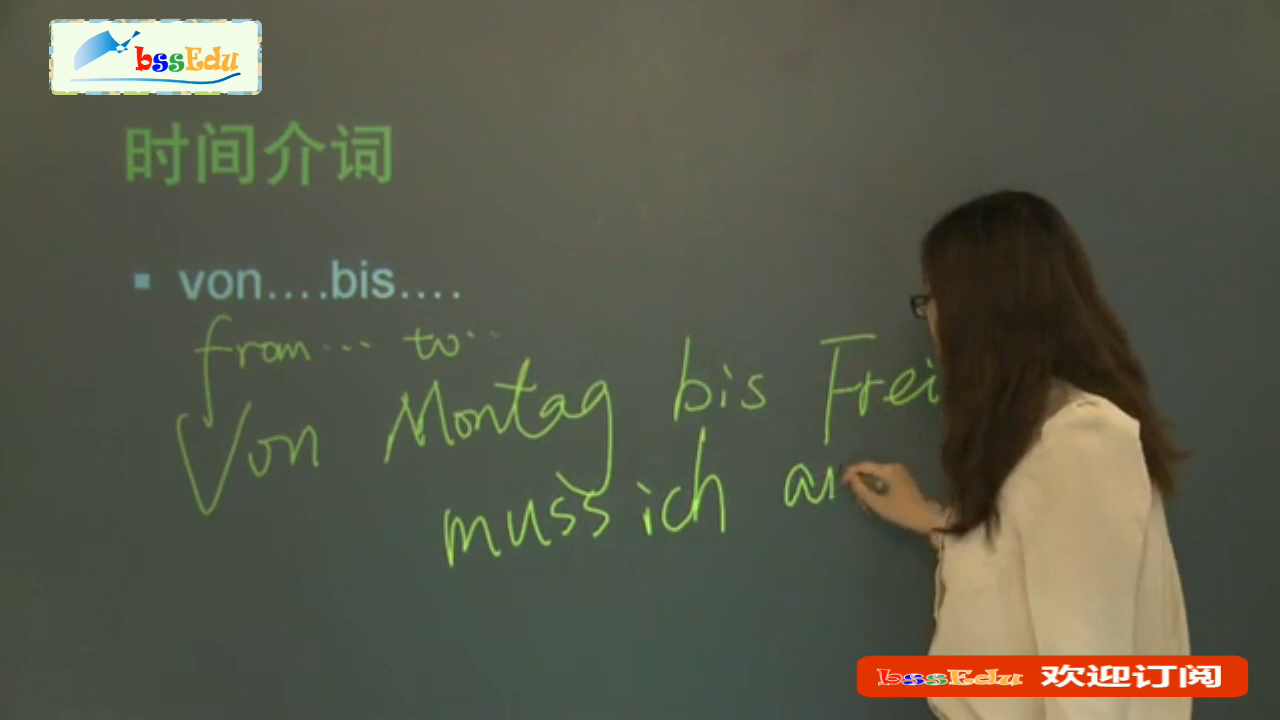 bssEdu
时间介词
von....bis....
from... to...
Von Montag bis Frei
muss ich
bssEdu 欢迎订阅